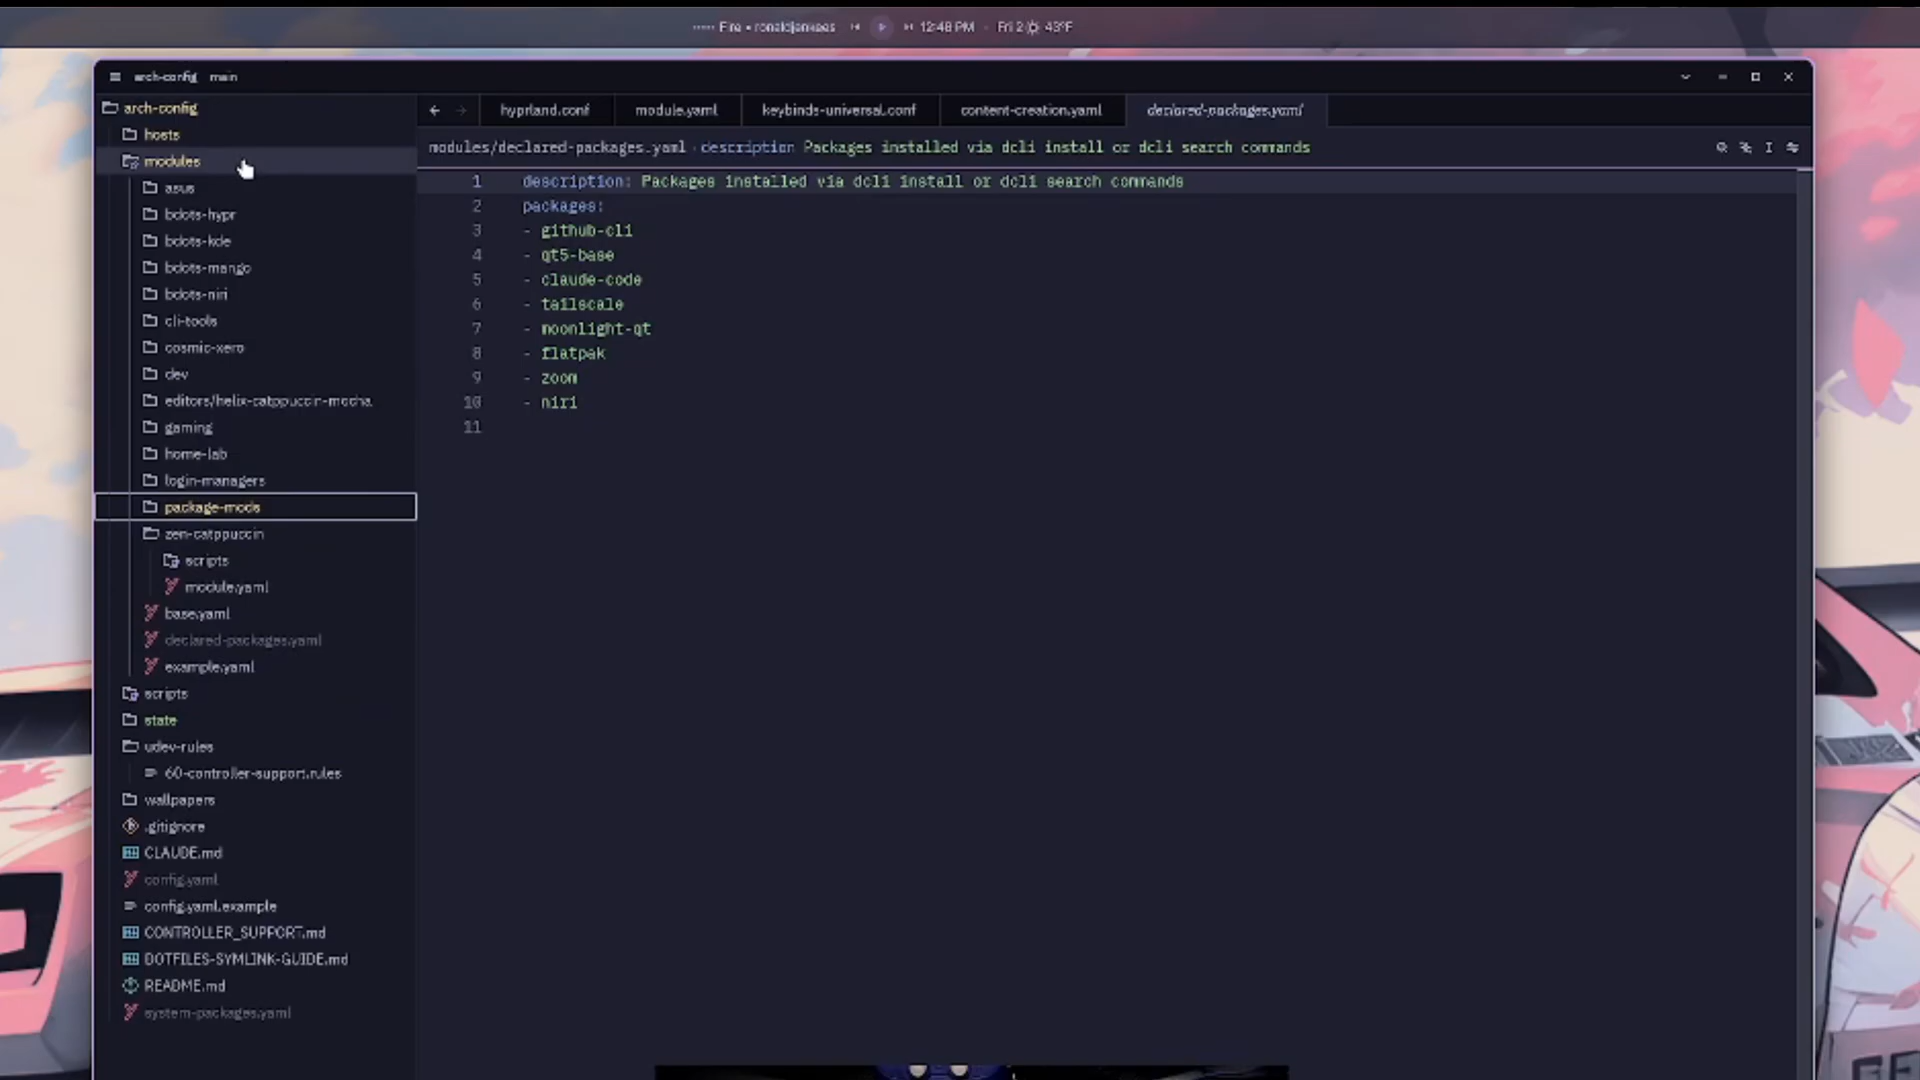 Fire • ronaldjenkees 12:48 PM Fri 2 43°F
arch-config main
arch-config
hosts
modules
asus
bdots-hypr
bdots-kde
bdots-mango
bdots-niri
cli-tools
cosmic-xero
dev
editors/helix-catppuccin-mocha
gaming
home-lab
login-managers
package-mods
zen-catppuccin
scripts
module.yaml
base.yaml
declared-packages.yaml
example.yaml
scripts
state
udev-rules
60-controller-support.rules
wallpapers
.gitignore
CLAUDE.md
config.yaml
config.yaml.example
CONTROLLER_SUPPORT.md
DOTFILES-SYMLINK-GUIDE.md
README.md
system-packages.yaml
hyprland.conf module.yaml keybinds-universal.conf content-creation.yaml declared-packages.yaml
modules/declared-packages.yaml › description Packages installed via dcli install or dcli search commands
1 description: Packages installed via dcli install or dcli search commands
2 packages:
3 - github-cli
4 - qt5-base
5 - claude-code
6 - tailscale
7 - moonlight-qt
8 - flatpak
9 - zoom
10 - niri
11